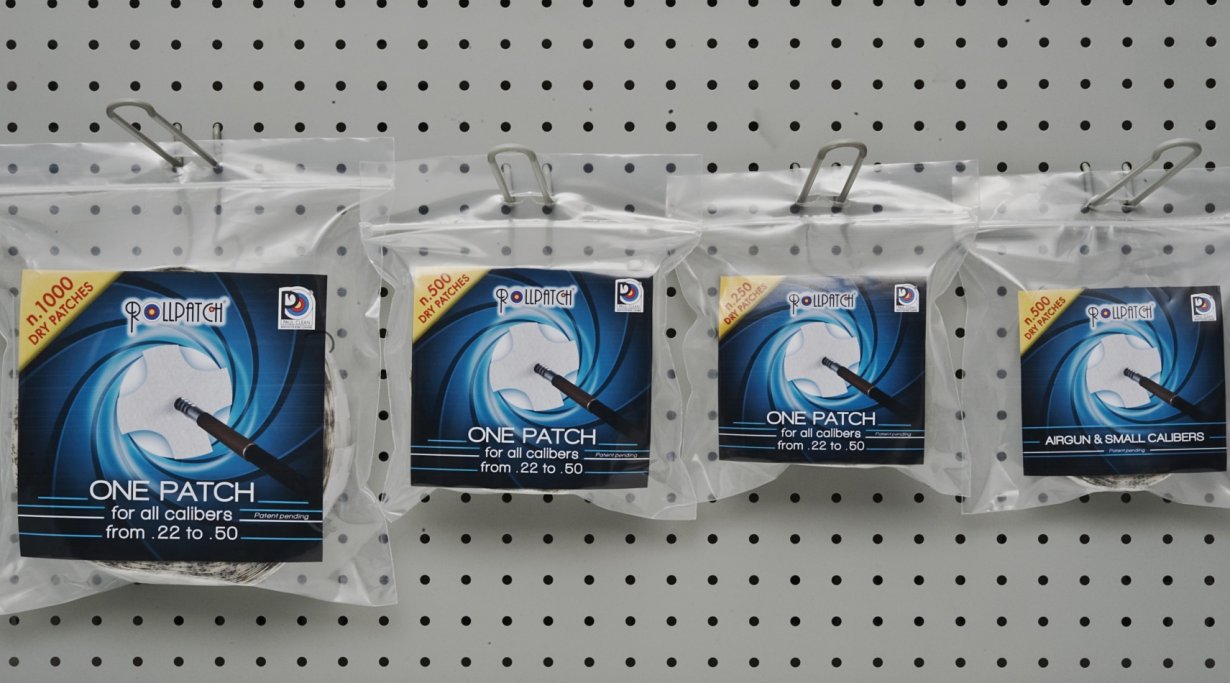 n.1000
DRY PATCHES
ROLLPATCH
PAUL CLEAN
ONE PATCH
for all calibers
Patent pending
from .22 to .50
n.500
DRY PATCHES
ROLLPATCH
ONE PATCH
for all calibers
Patent pending
from .22 to .50
n.250
DRY PATCHES
ROLLPATCH
ONE PATCH
for all calibers
Patent pending
from .22 to .50
n.500
DRY PATCHES
ROLLPATCH
AIRGUN & SMALL CALIBERS
Patent pending